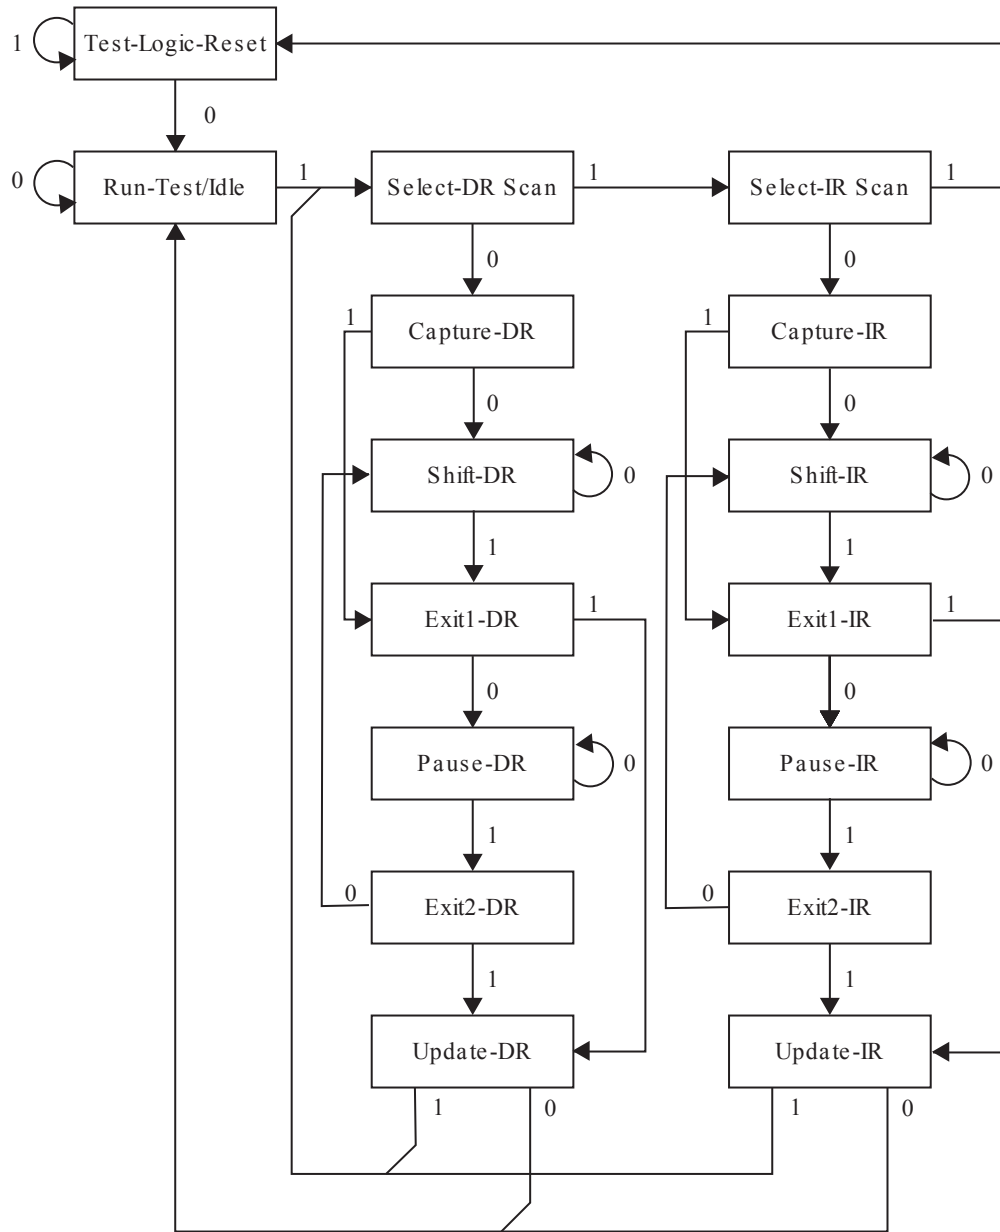 1 Test-Logic-Reset
0
0 Run-Test/Idle 1 Select-DR Scan 1 Select-IR Scan 1
0 0
1 Capture-DR 1 Capture-IR
0 0
Shift-DR 0 Shift-IR 0
1 1
Exit1-DR 1 Exit1-IR 1
0 0
Pause-DR 0 Pause-IR 0
1 1
0 Exit2-DR 0 Exit2-IR
1 1
Update-DR Update-IR
1 0 1 0